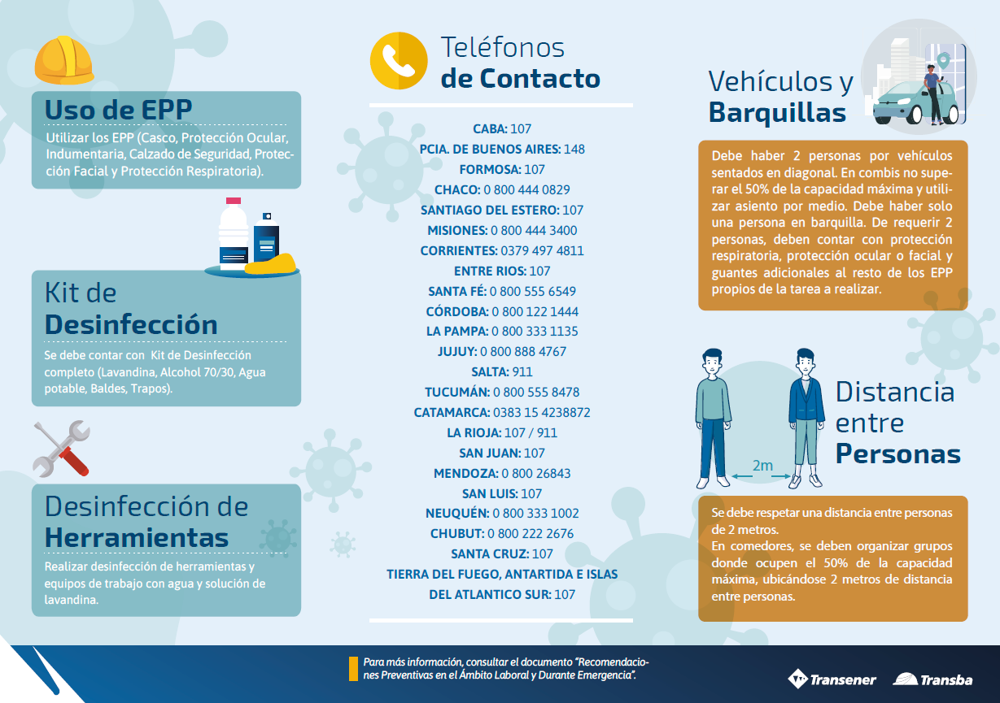 Uso de EPP
Utilizar los EPP (Casco, Protección Ocular,
Indumentaria, Calzado de Seguridad, Protec-
ción Facial y Protección Respiratoria).
Kit de
Desinfección
Se debe contar con Kit de Desinfección
completo (Lavandina, Alcohol 70/30, Agua
potable, Baldes, Trapos).
Desinfección de
Herramientas
Realizar desinfección de herramientas y
equipos de trabajo con agua y solución de
lavandina.
Teléfonos
de Contacto
CABA: 107
PCIA. DE BUENOS AIRES: 148
FORMOSA: 107
CHACO: 0 800 444 0829
SANTIAGO DEL ESTERO: 107
MISIONES: 0 800 444 3400
CORRIENTES: 0379 497 4811
ENTRE RIOS: 107
SANTA FÉ: 0 800 555 6549
CÓRDOBA: 0 800 122 1444
LA PAMPA: 0 800 333 1135
JUJUY: 0 800 888 4767
SALTA: 911
TUCUMÁN: 0 800 555 8478
CATAMARCA: 0383 15 4238872
LA RIOJA: 107 / 911
SAN JUAN: 107
MENDOZA: 0 800 26843
SAN LUIS: 107
NEUQUÉN: 0 800 333 1002
CHUBUT: 0 800 222 2676
SANTA CRUZ: 107
TIERRA DEL FUEGO, ANTARTIDA E ISLAS
DEL ATLANTICO SUR: 107
Vehículos y
Barquillas
Debe haber 2 personas por vehículos
sentados en diagonal. En combis no supe-
rar el 50% de la capacidad máxima y utili-
zar asiento por medio. Debe haber solo
una persona en barquilla. De requerir 2
personas, deben contar con protección
respiratoria, protección ocular o facial y
guantes adicionales al resto de los EPP
propios de la tarea a realizar.
2m
Distancia
entre
Personas
Se debe respetar una distancia entre personas
de 2 metros.
En comedores, se deben organizar grupos
donde ocupen el 50% de la capacidad
máxima, ubicándose 2 metros de distancia
entre personas.
Para más información, consultar el documento “Recomendacio-
nes Preventivas en el Ámbito Laboral y Durante Emergencia”.
Transener
Transba